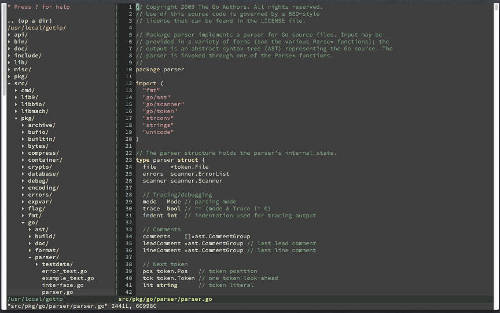 " Press ? for help
.. (up a dir)
/usr/local/gotip
▸ api/
▸ bin/
▸ doc/
▸ include/
▸ lib/
▸ misc/
▸ pkg/
▾ src/
▸ cmd/
▸ lib9/
▸ libbio/
▸ libmach/
▾ pkg/
▸ archive/
▸ bufio/
▸ builtin/
▸ bytes/
▸ compress/
▸ container/
▸ crypto/
▸ database/
▸ debug/
▸ encoding/
▸ errors/
▸ expvar/
▸ flag/
▸ fmt/
▾ go/
▸ ast/
▸ build/
▸ doc/
▸ format/
▾ parser/
▸ testdata/
error_test.go
example_test.go
interface.go
parser.go
/usr/local/gotip
1 // Copyright 2009 The Go Authors. All rights reserved.
2 // Use of this source code is governed by a BSD-style
3 // license that can be found in the LICENSE file.
4
5 // Package parser implements a parser for Go source files. Input may be
6 // provided in a variety of forms (see the various Parse* functions); the
7 // output is an abstract syntax tree (AST) representing the Go source. The
8 // parser is invoked through one of the Parse* functions.
9 //
10 package parser
11
12 import (
13 "fmt"
14 "go/ast"
15 "go/scanner"
16 "go/token"
17 "strconv"
18 "strings"
19 "unicode"
20 )
21
22 // The parser structure holds the parser's internal state.
23 type parser struct {
24 file *token.File
25 errors scanner.ErrorList
26 scanner scanner.Scanner
27
28 // Tracing/debugging
29 mode Mode // parsing mode
30 trace bool // == (mode & Trace != 0)
31 indent int // indentation used for tracing output
32
33 // Comments
34 comments []*ast.CommentGroup
35 leadComment *ast.CommentGroup // last lead comment
36 lineComment *ast.CommentGroup // last line comment
37
38 // Next token
39 pos token.Pos // token position
40 tok token.Token // one token look-ahead
41 lit string // token literal
42
src/pkg/go/parser/parser.go
"src/pkg/go/parser/parser.go"